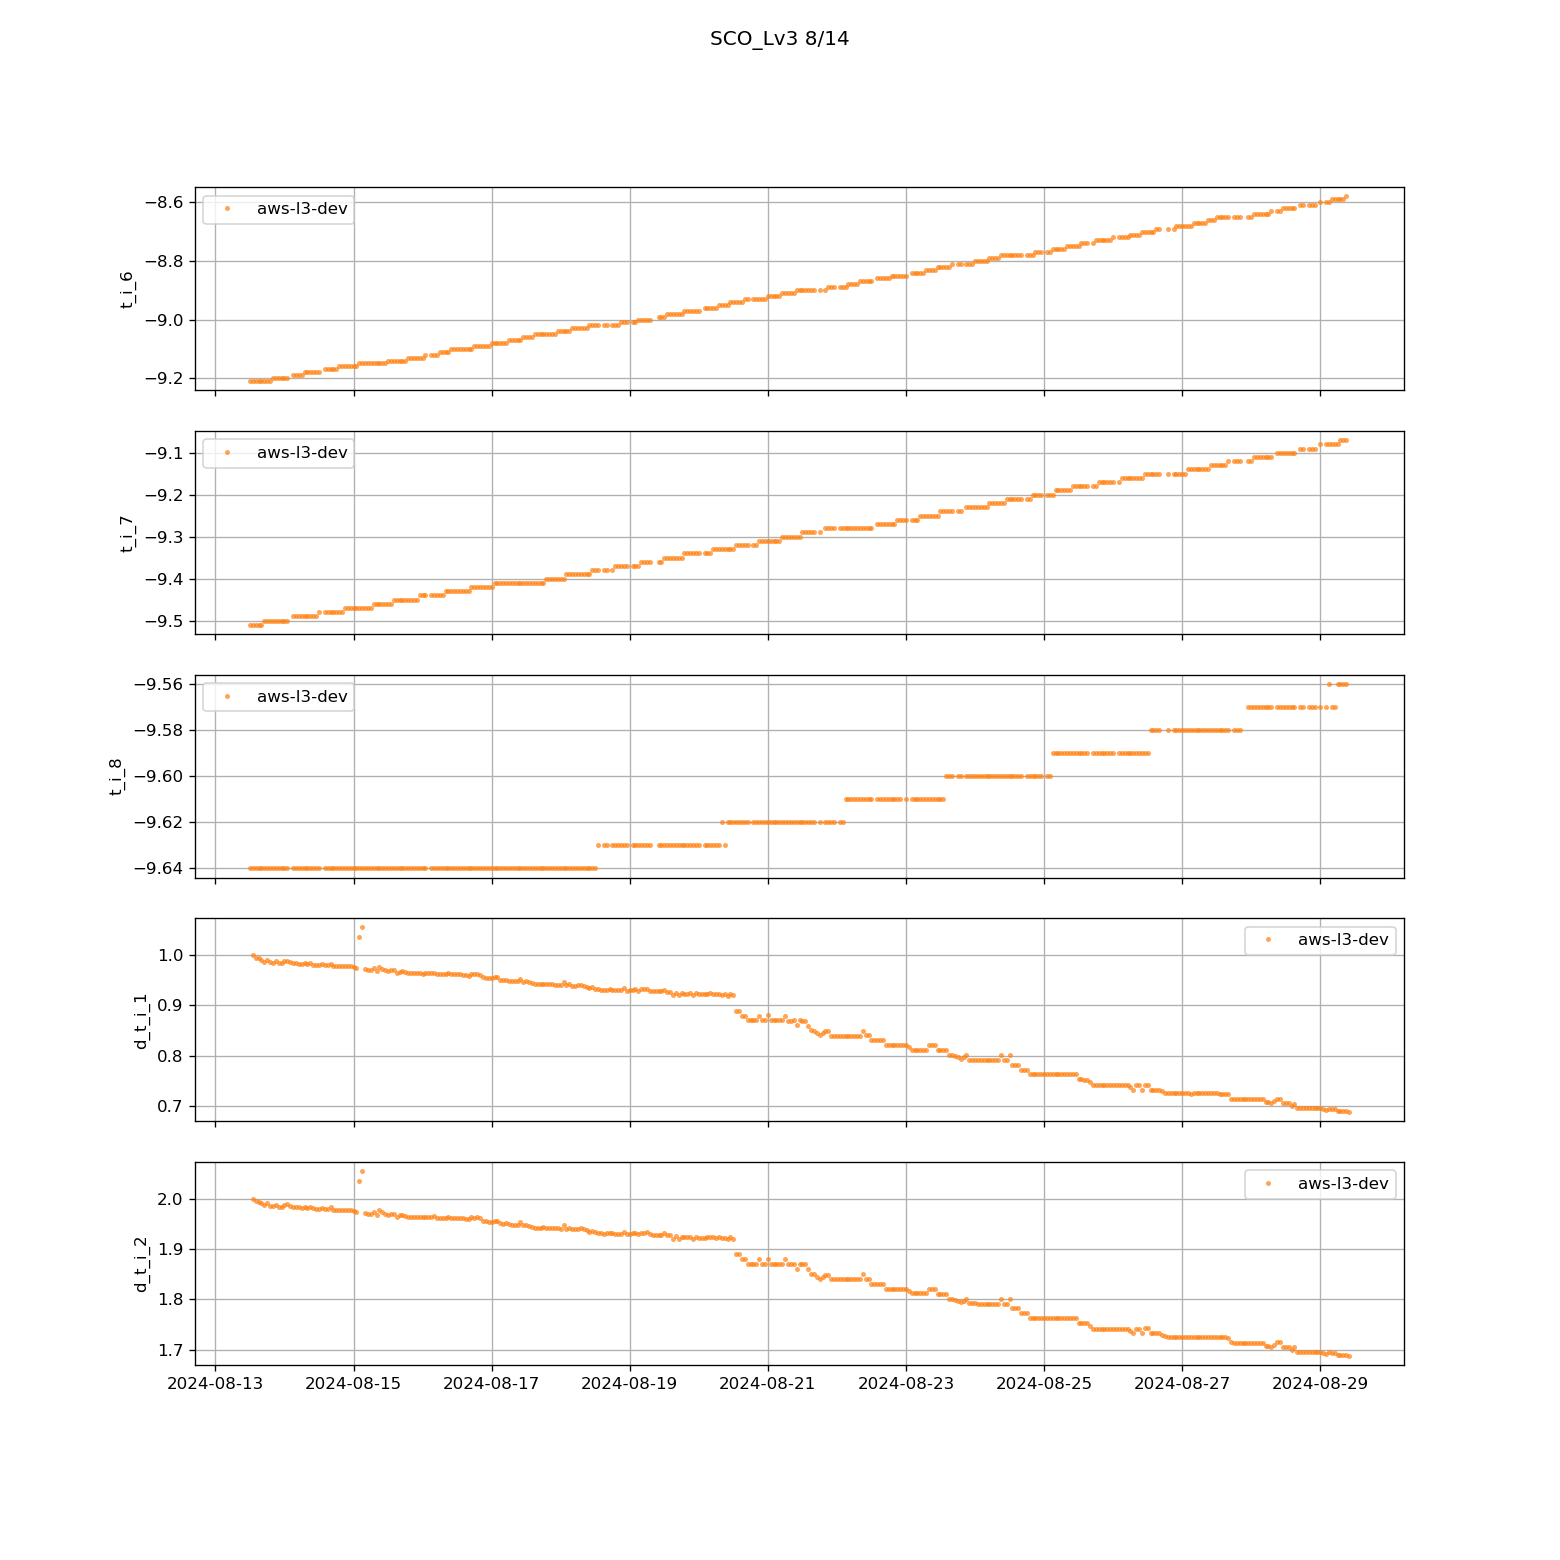 SCO_Lv3 8/14
aws-l3-dev
t_i_6
−8.6
−8.8
−9.0
−9.2
aws-l3-dev
t_i_7
−9.1
−9.2
−9.3
−9.4
−9.5
aws-l3-dev
t_i_8
−9.56
−9.58
−9.60
−9.62
−9.64
aws-l3-dev
d_t_i_1
1.0
0.9
0.8
0.7
aws-l3-dev
d_t_i_2
2.0
1.9
1.8
1.7
2024-08-13 2024-08-15 2024-08-17 2024-08-19 2024-08-21 2024-08-23 2024-08-25 2024-08-27 2024-08-29